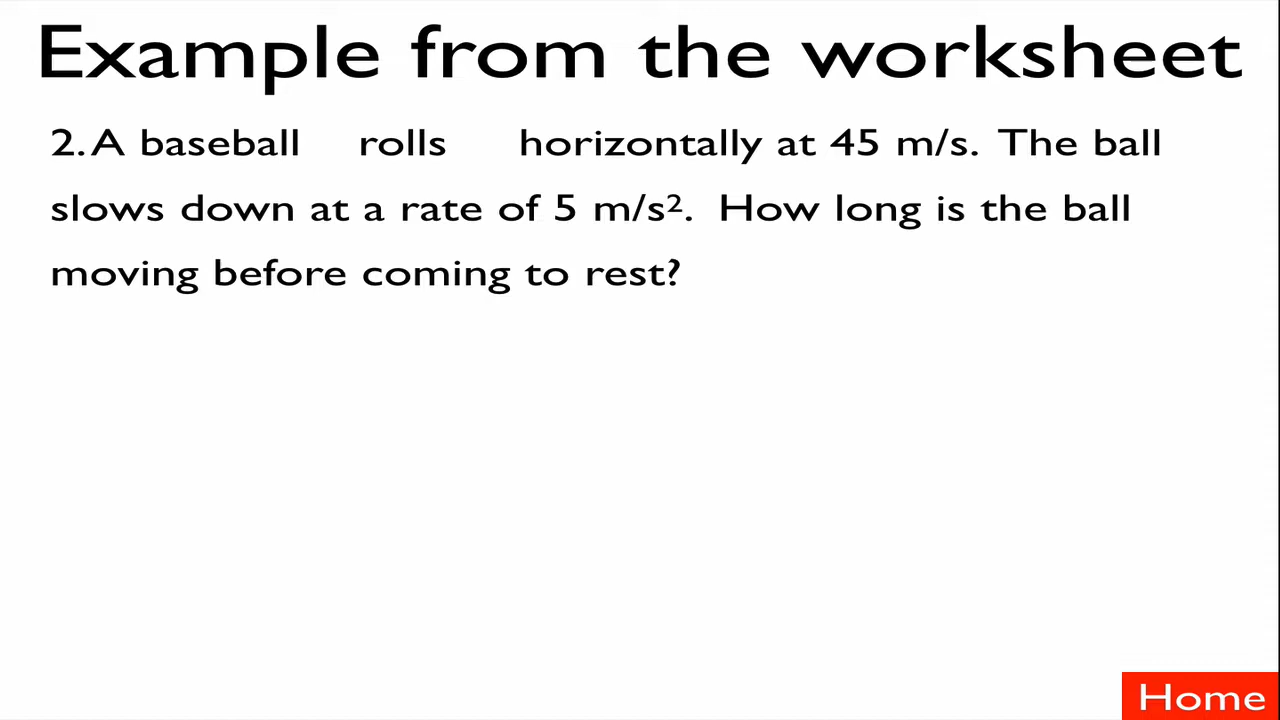 Example from the worksheet
2. A baseball rolls horizontally at 45 m/s. The ball
slows down at a rate of 5 m/s². How long is the ball
moving before coming to rest?
Home